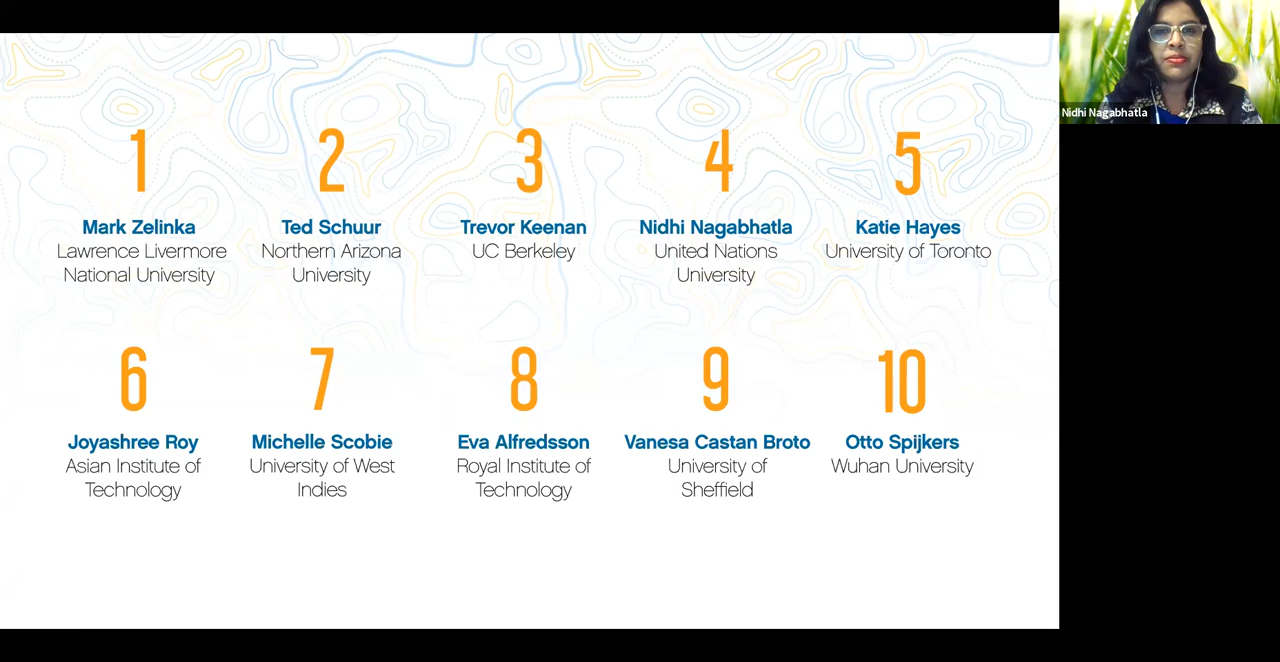 Nidhi Nagabhatla
1
2
3
4
5
Mark Zelinka
Lawrence Livermore
National University
Ted Schuur
Northern Arizona
University
Trevor Keenan
UC Berkeley
Nidhi Nagabhatla
United Nations
University
Katie Hayes
University of Toronto
6
7
8
9
10
Joyashree Roy
Asian Institute of
Technology
Michelle Scobie
University of West
Indies
Eva Alfredsson
Royal Institute of
Technology
Vanesa Castan Broto
University of
Sheffield
Otto Spijkers
Wuhan University